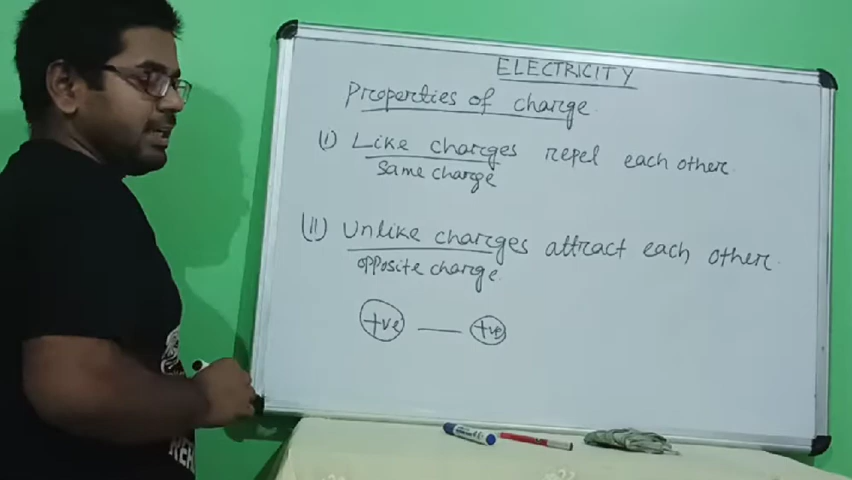 ELECTRICITY
Properties of charge
(i) Like charges repel each other.
same charge
(ii) Unlike charges attract each other.
opposite charge
+ve — +ve